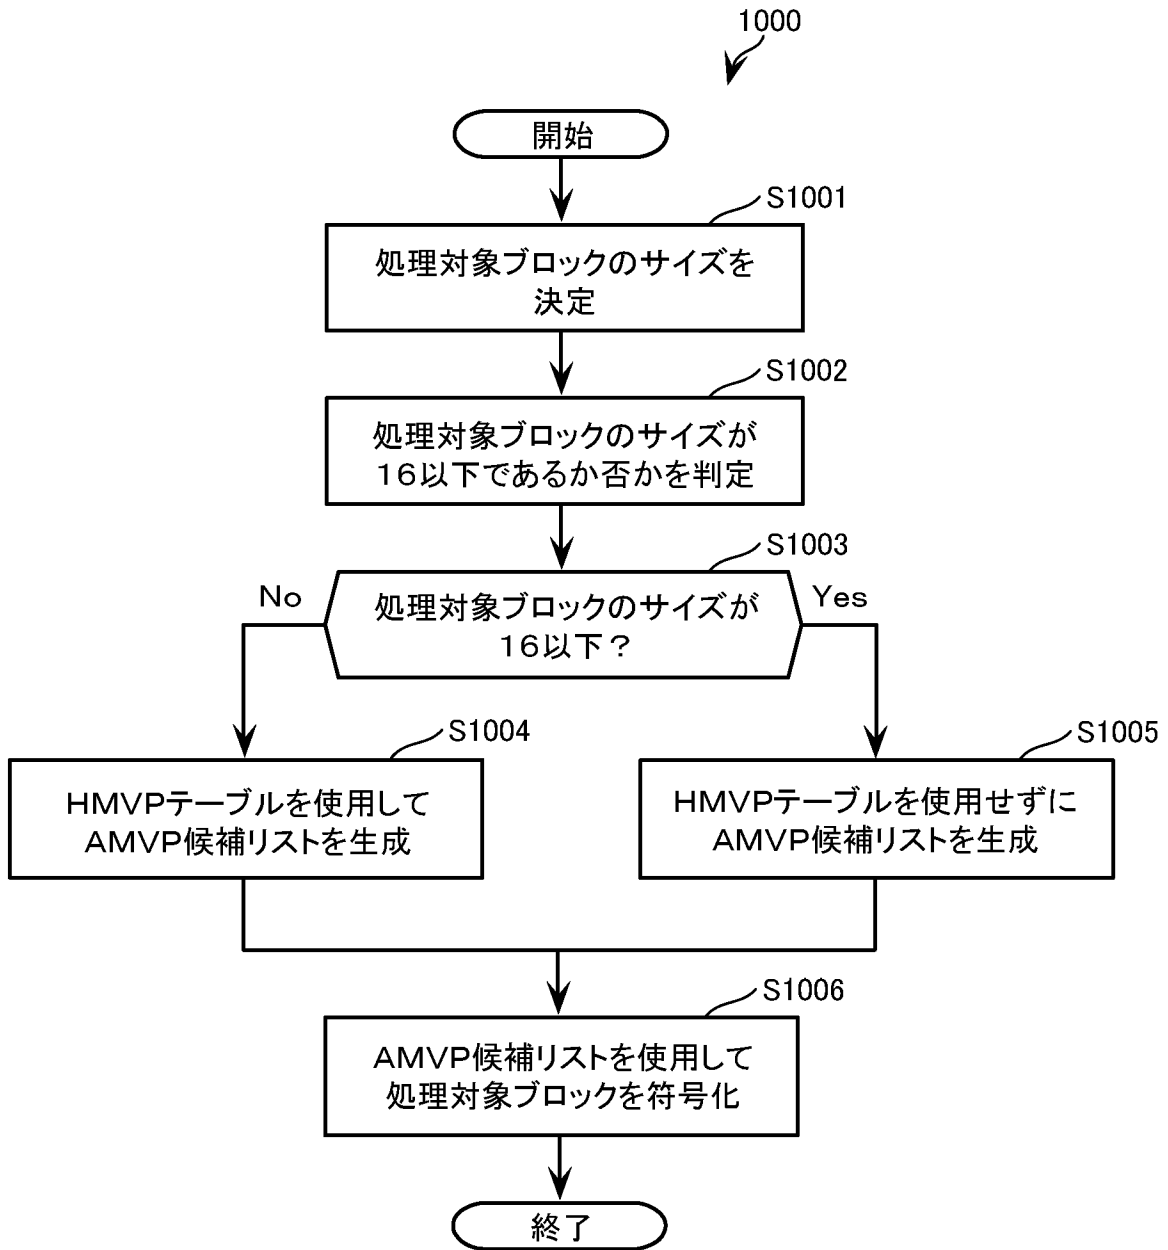 1000
開始
S1001
処理対象ブロックのサイズを
決定
S1002
処理対象ブロックのサイズが
16以下であるか否かを判定
S1003
No
処理対象ブロックのサイズが
16以下?
Yes
S1004
HMVPテーブルを使用して
AMVP候補リストを生成
S1005
HMVPテーブルを使用せずに
AMVP候補リストを生成
S1006
AMVP候補リストを使用して
処理対象ブロックを符号化
終了